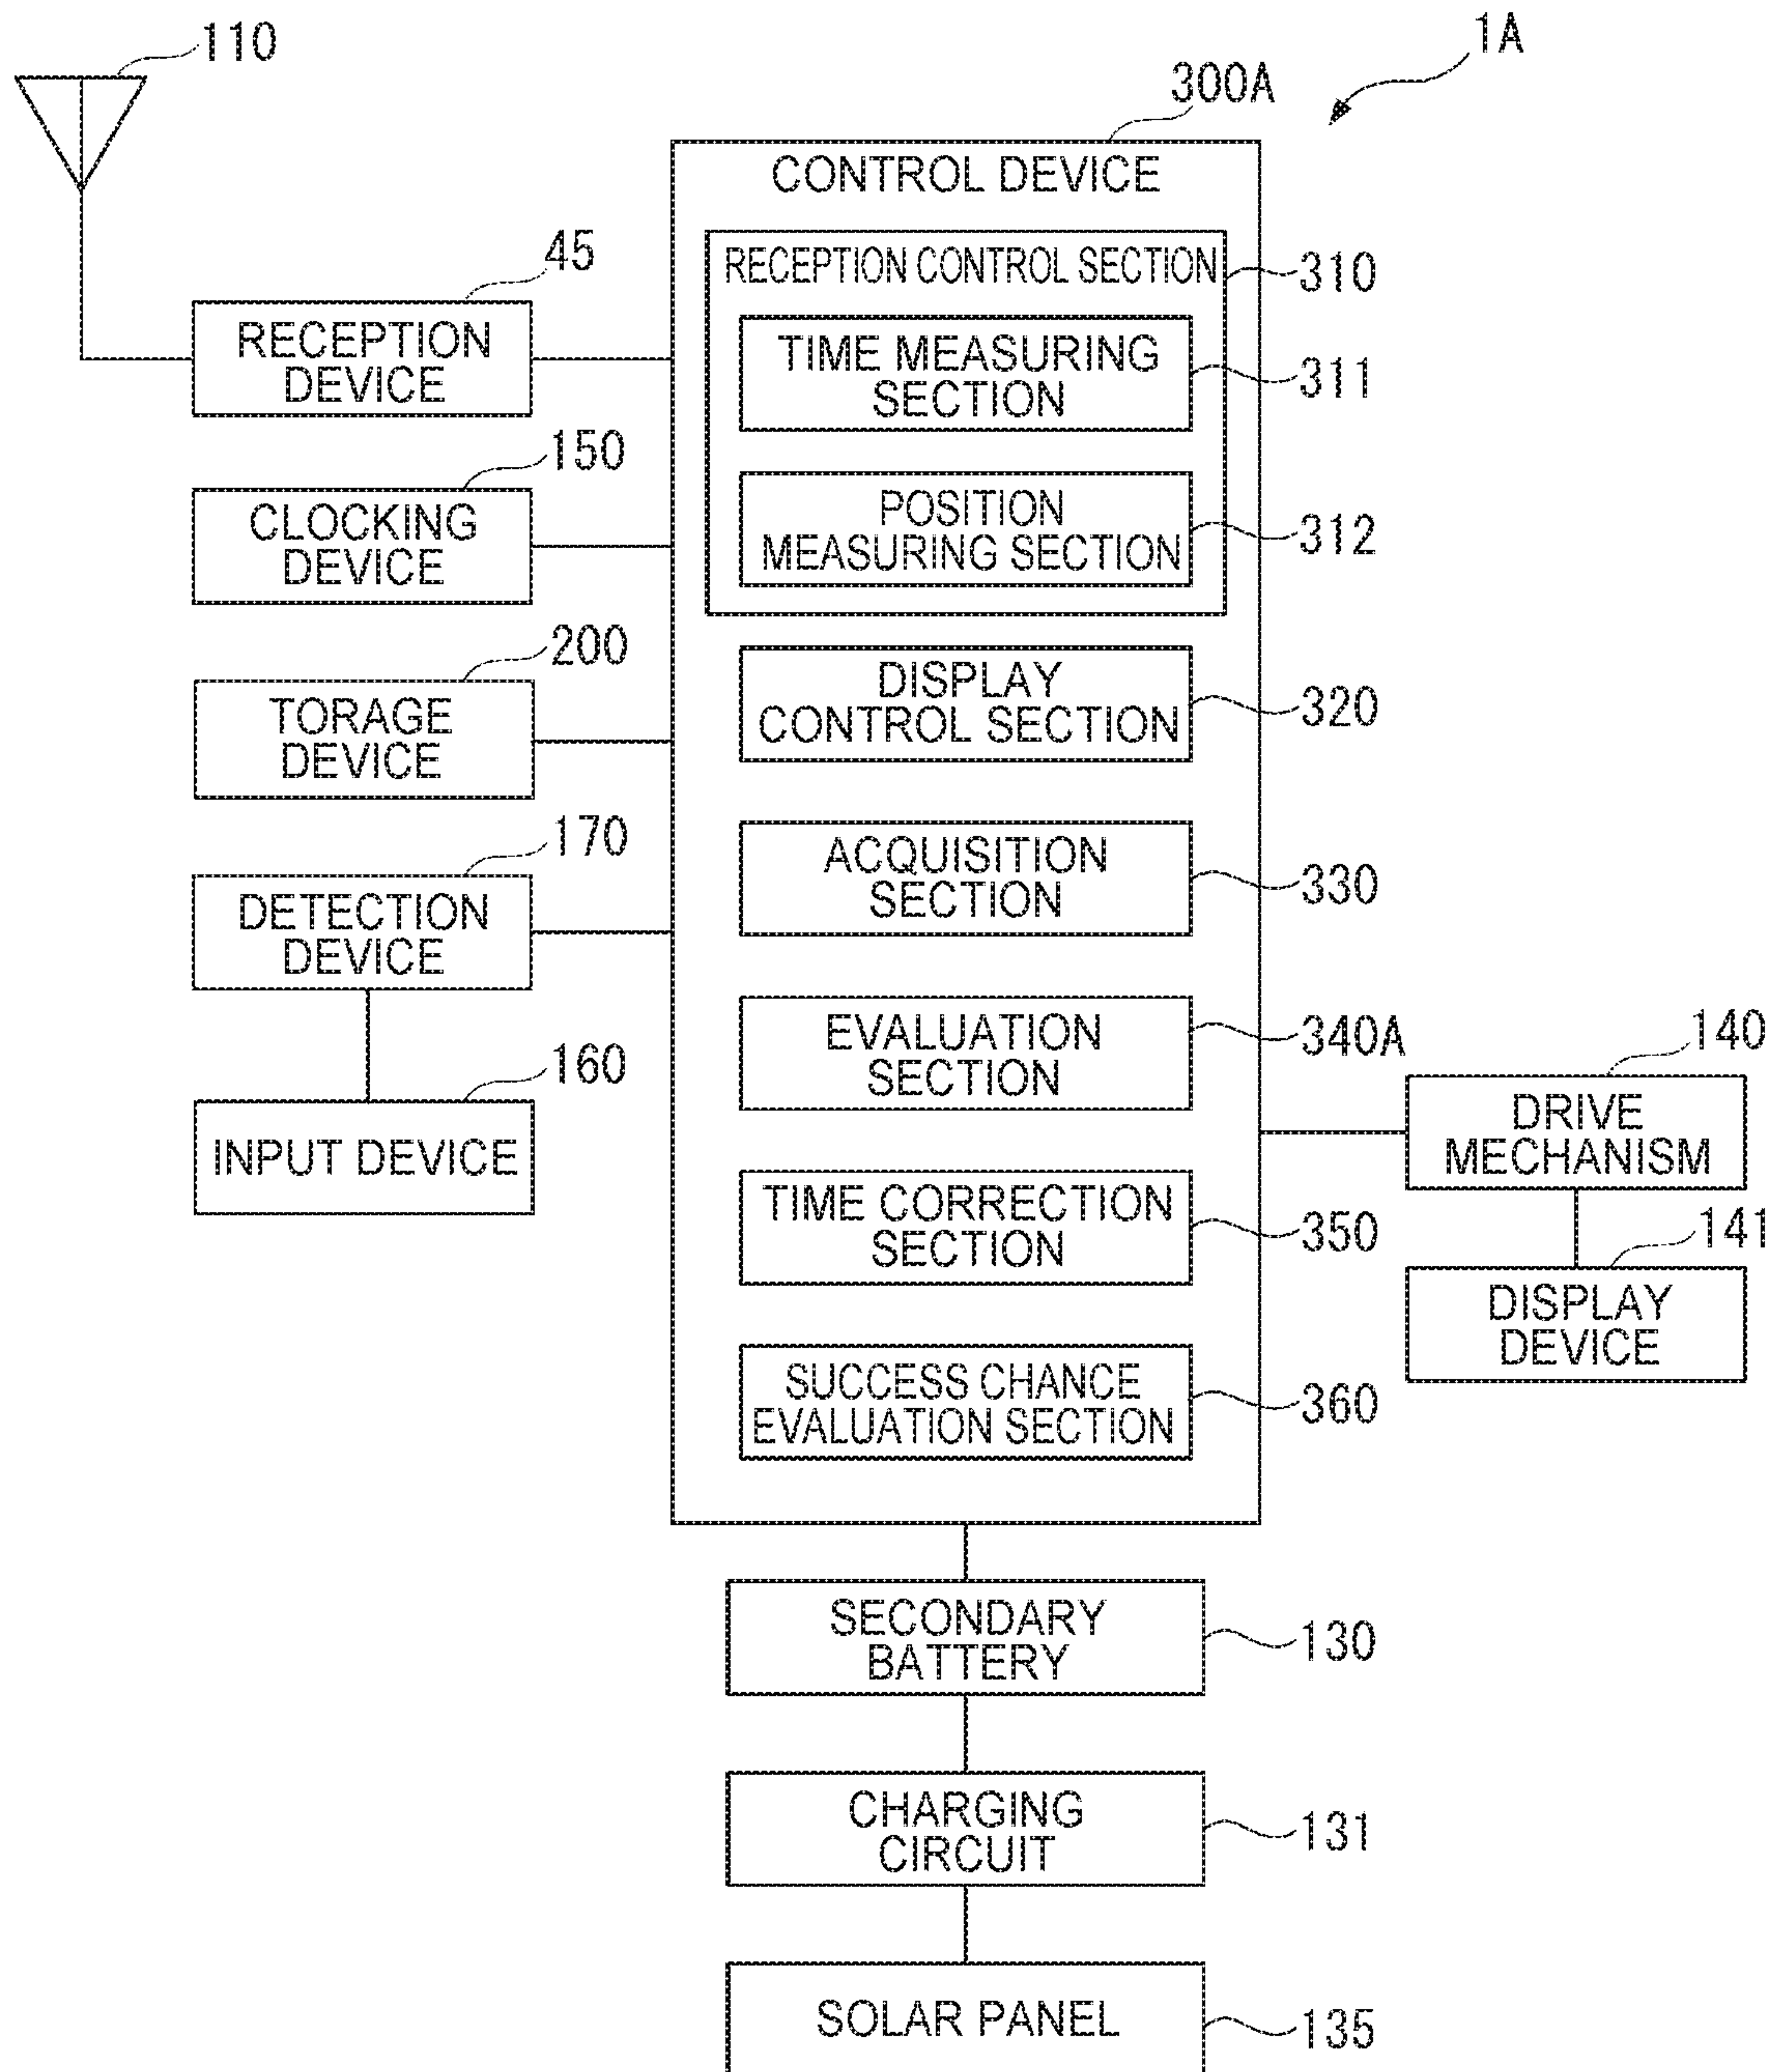 110
1A
300A
CONTROL DEVICE
45
RECEPTION
DEVICE
150
CLOCKING
DEVICE
200
TORAGE
DEVICE
170
DETECTION
DEVICE
160
INPUT DEVICE
RECEPTION CONTROL SECTION
310
TIME MEASURING
SECTION
311
POSITION
MEASURING SECTION
312
DISPLAY
CONTROL SECTION
320
ACQUISITION
SECTION
330
EVALUATION
SECTION
340A
TIME CORRECTION
SECTION
350
SUCCESS CHANCE
EVALUATION SECTION
360
140
DRIVE
MECHANISM
141
DISPLAY
DEVICE
SECONDARY
BATTERY
130
CHARGING
CIRCUIT
131
SOLAR PANEL
135